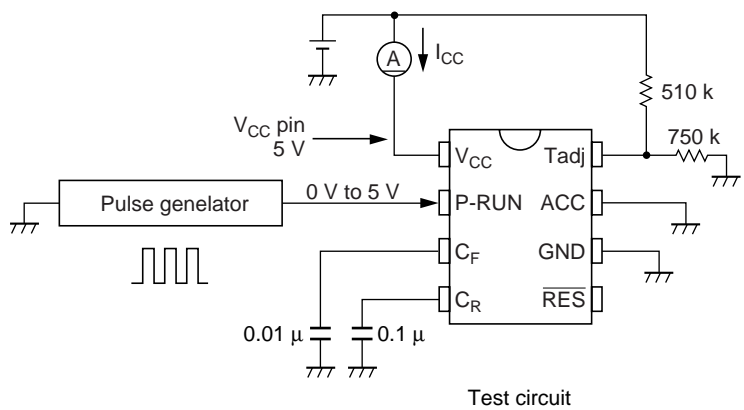 A
I_CC
510 k
V_CC pin
5 V
750 k
V_CC
Tadj
Pulse genelator
0 V to 5 V
P-RUN
ACC
C_F
GND
C_R
R̅E̅S̅
0.01 μ
0.1 μ
Test circuit